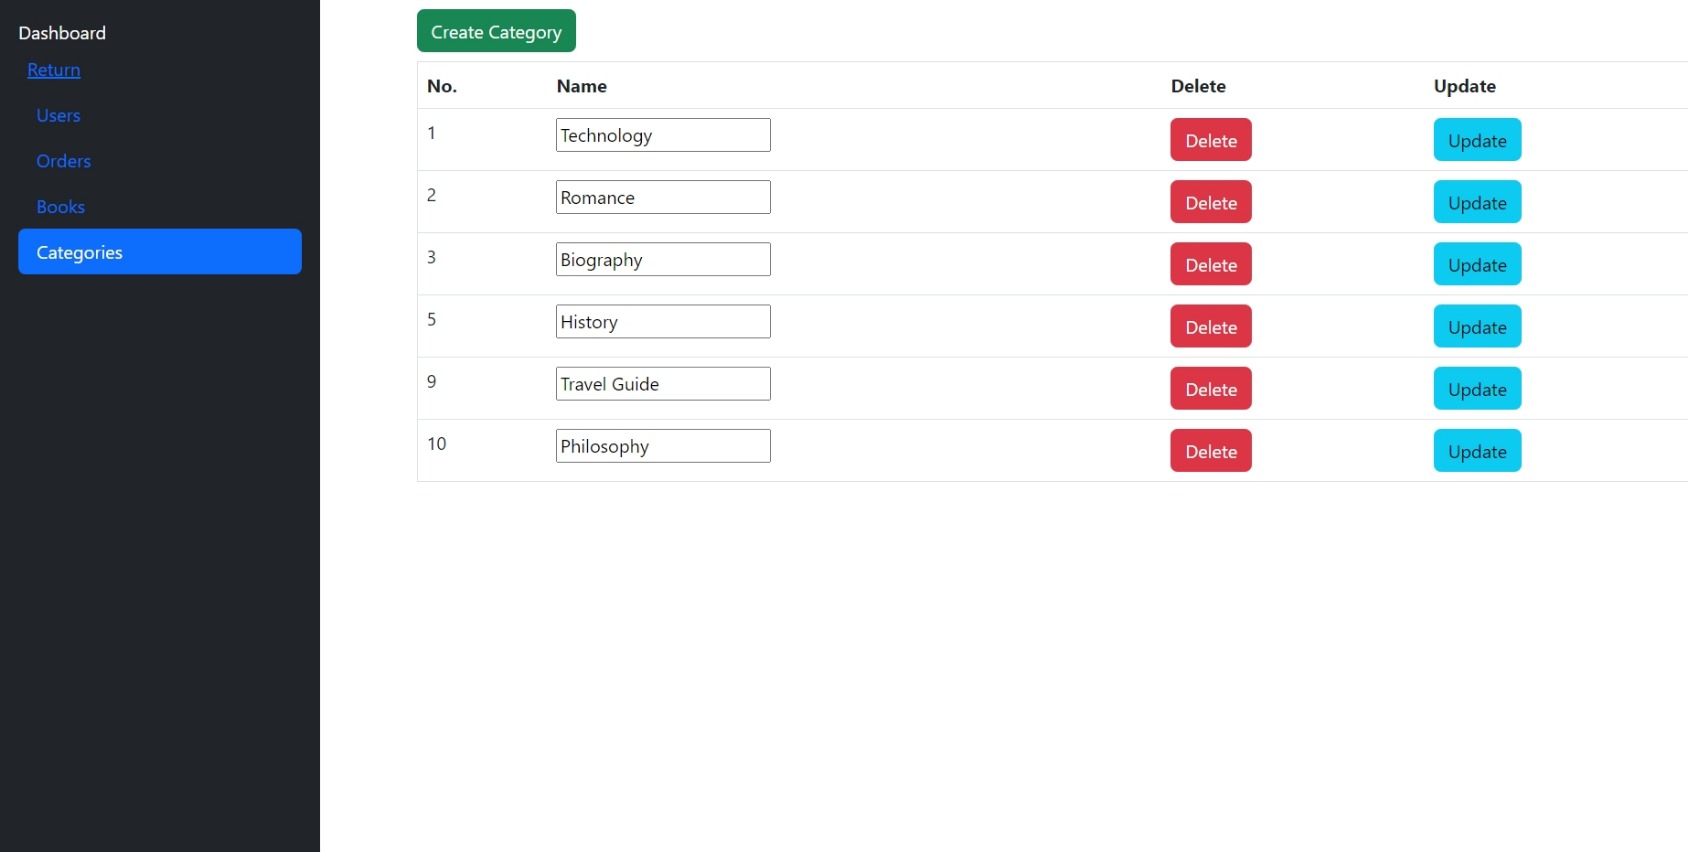 Dashboard
Return
Users
Orders
Books
Categories
Create Category
No. Name Delete Update
1 Technology Delete Update
2 Romance Delete Update
3 Biography Delete Update
5 History Delete Update
9 Travel Guide Delete Update
10 Philosophy Delete Update